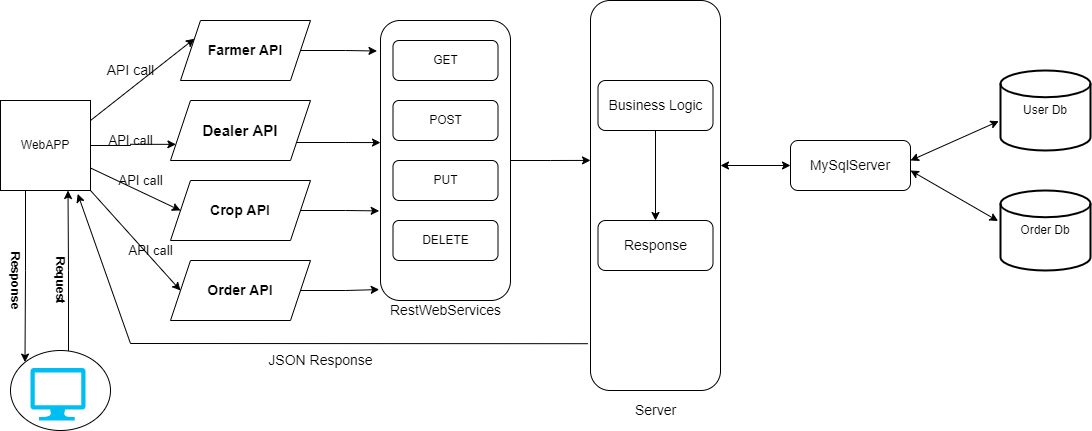 Farmer API
API call
Dealer API
API call
Crop API
API call
Order API
API call
WebAPP
Response
Request
GET
POST
PUT
DELETE
RestWebServices
JSON Response
Business Logic
Response
Server
MySqlServer
User Db
Order Db